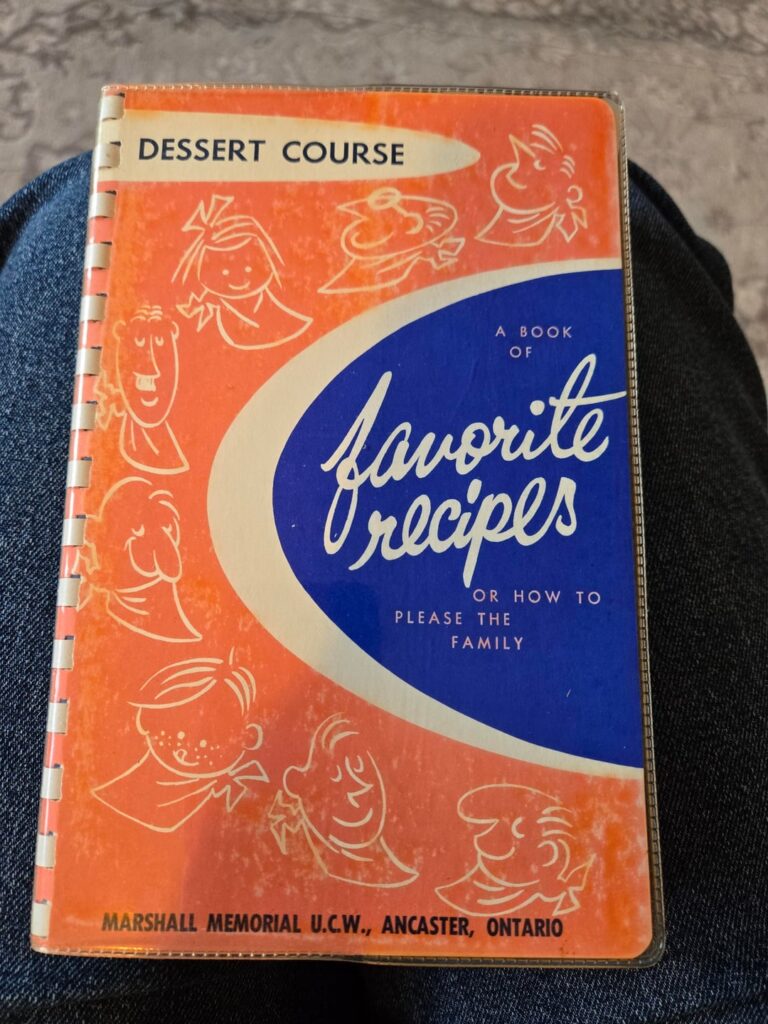 DESSERT COURSE
A BOOK
OF
favorite
recipes
OR HOW TO
PLEASE THE
FAMILY
MARSHALL MEMORIAL U.C.W., ANCASTER, ONTARIO